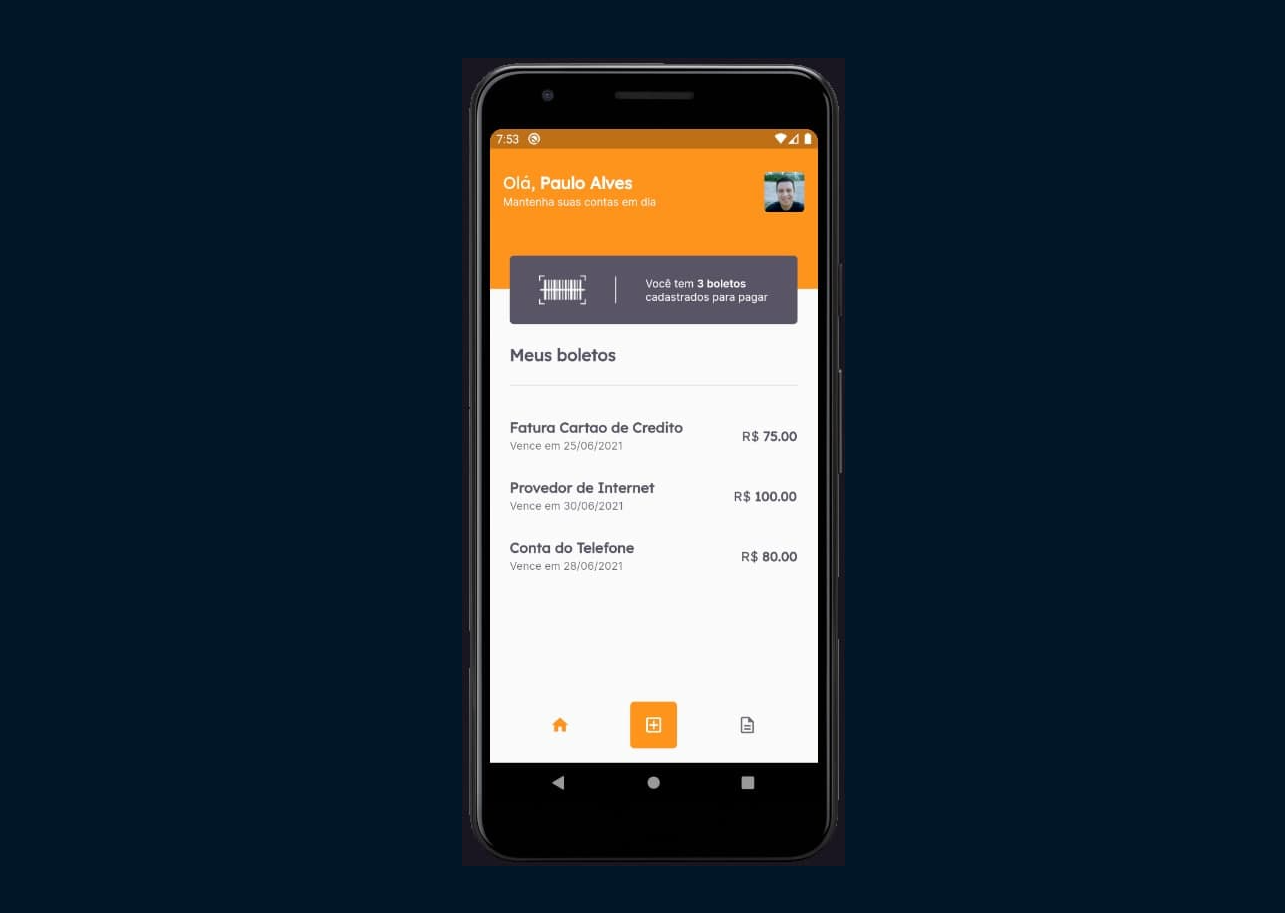 7:53
Olá, Paulo Alves
Mantenha suas contas em dia
Você tem 3 boletos
cadastrados para pagar
Meus boletos
Fatura Cartao de Credito
R$ 75.00
Vence em 25/06/2021
Provedor de Internet
R$ 100.00
Vence em 30/06/2021
Conta do Telefone
R$ 80.00
Vence em 28/06/2021